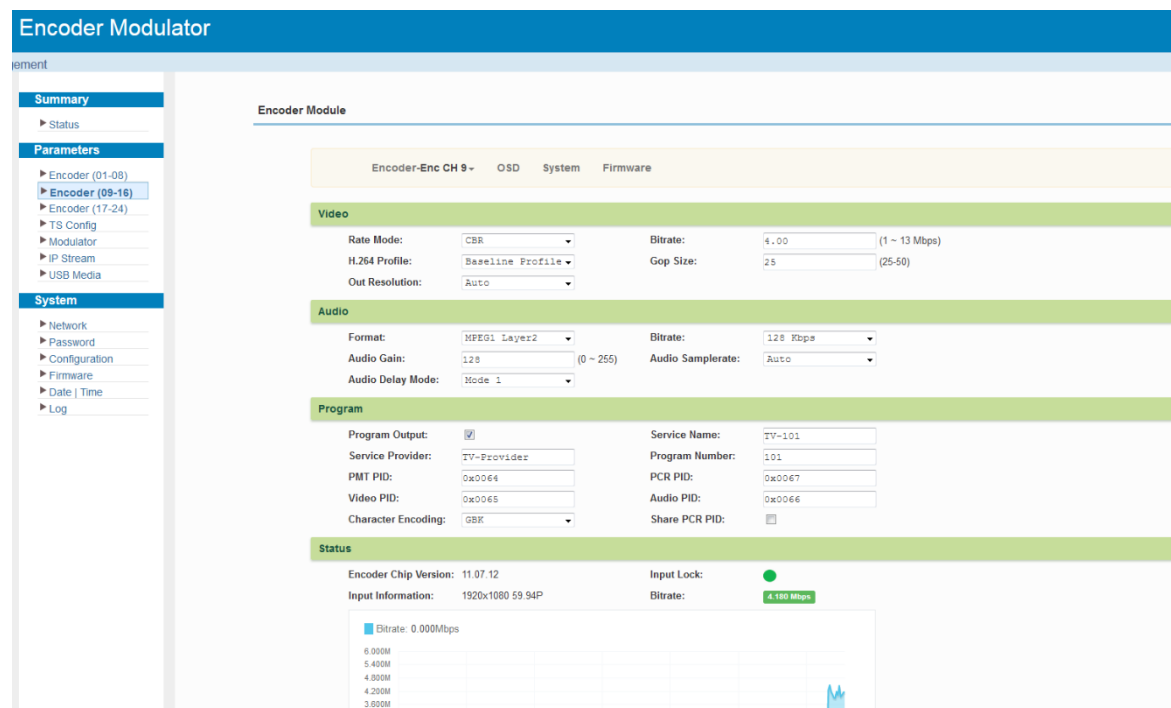 Encoder Modulator
gement
Summary
Status
Parameters
Encoder (01-08)
Encoder (09-16)
Encoder (17-24)
TS Config
Modulator
IP Stream
USB Media
System
Network
Password
Configuration
Firmware
Date | Time
Log
Encoder Module
Encoder-Enc CH 9 OSD System Firmware
Video
Rate Mode: CBR Bitrate: 4.00 (1 ~ 13 Mbps)
H.264 Profile: Baseline Profile Gop Size: 25 (25-50)
Out Resolution: Auto
Audio
Format: MPEG1 Layer2 Bitrate: 128 Kbps
Audio Gain: 128 (0 ~ 255) Audio Samplerate: Auto
Audio Delay Mode: Mode 1
Program
Program Output: Service Name: TV-101
Service Provider: TV-Provider Program Number: 101
PMT PID: 0x0064 PCR PID: 0x0067
Video PID: 0x0065 Audio PID: 0x0066
Character Encoding: GBK Share PCR PID:
Status
Encoder Chip Version: 11.07.12 Input Lock:
Input Information: 1920x1080 59.94P Bitrate: 4.180 Mbps
Bitrate: 0.000Mbps
6.000M
5.400M
4.800M
4.200M
3.600M